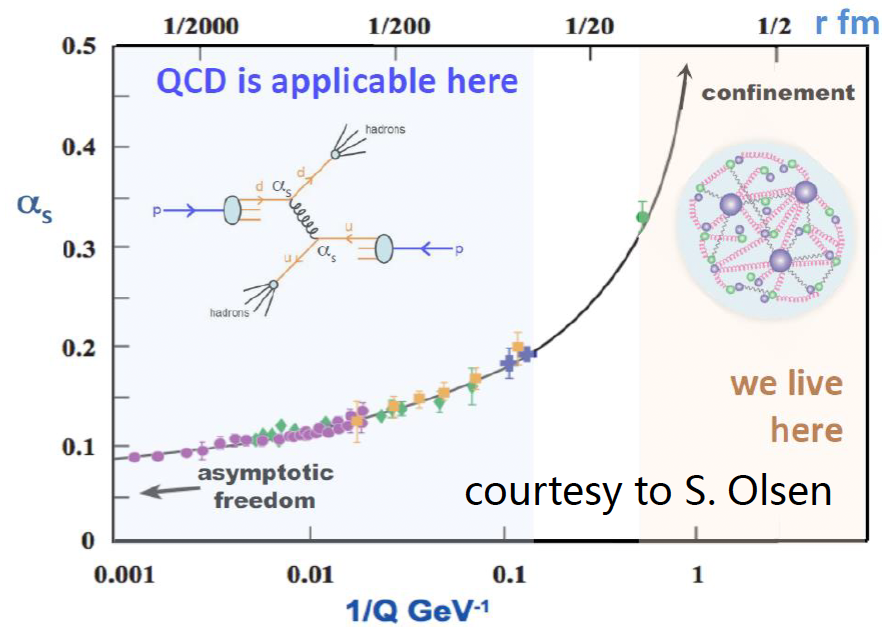 1/2000 1/200 1/20 1/2 r fm
0.5
QCD is applicable here
confinement
hadrons
0.4
d
d
αs
αs
p
0.3
u
αs
p
u
hadrons
0.2
we live
here
0.1
asymptotic
freedom
courtesy to S. Olsen
0
0.001 0.01 0.1 1
1/Q GeV-1